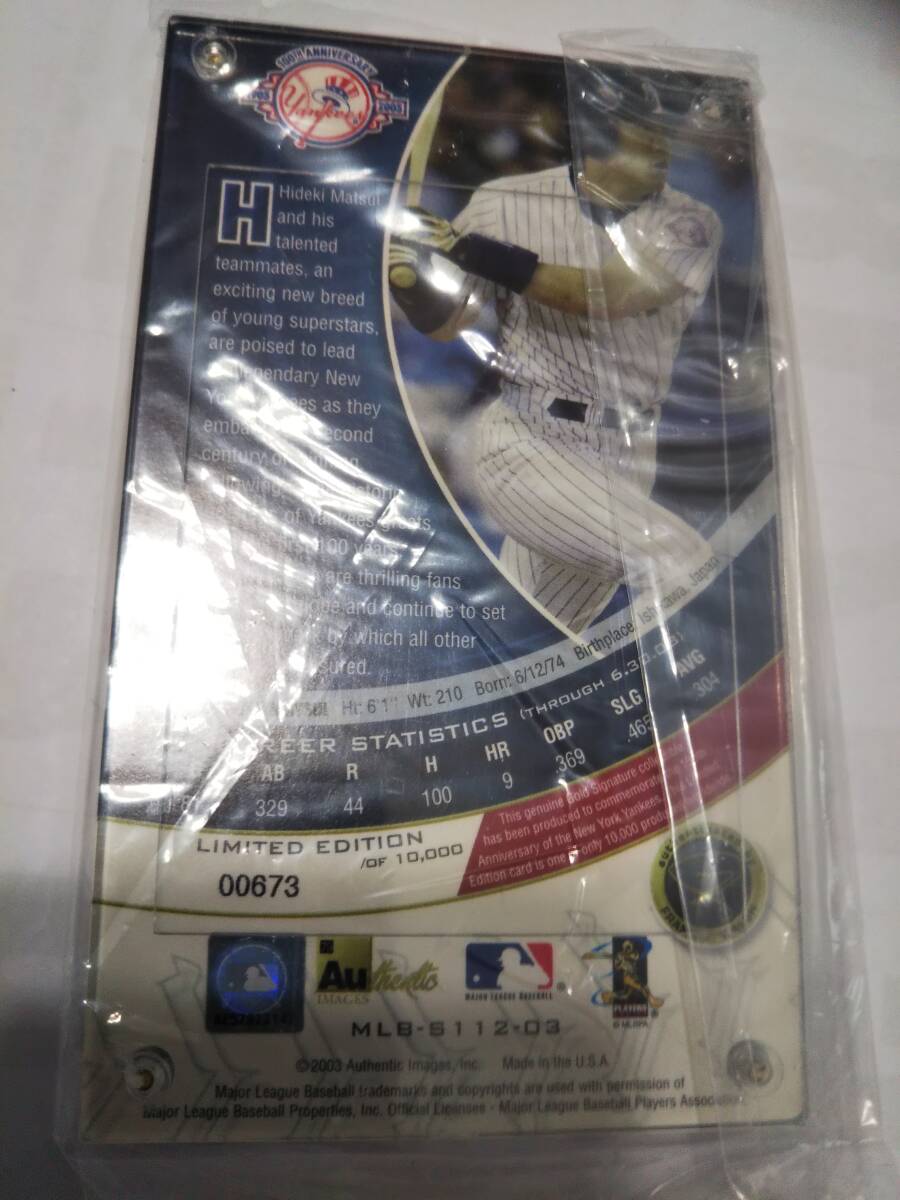 100TH ANNIVERSARY
2003
Yankees
Hideki Matsui
and his
talented
teammates, an
exciting new breed
of young superstars,
are poised to lead
legendary New
as they
second
century of
of Yankees greats
100 years
are thrilling fans
and continue to set
by which all other
Ht: 6'1" Wt: 210 Born: 6/12/74 Birthplace: Ishikawa, Japan
CAREER STATISTICS (THROUGH 6.30.03)
AB R H HR OBP SLG AVG
329 44 100 9 .369 .465 .304
This genuine Gold Signature
has been produced to commemorate
Anniversary of the New York Yankees.
Edition card is one of only 10,000
LIMITED EDITION
/OF 10,000
00673
Authentic
IMAGES
MAJOR LEAGUE BASEBALL
PLAYERS
© MLBPA
MLB-S112-03
©2003 Authentic Images, Inc. Made in the U.S.A.
Major League Baseball trademarks and copyrights are used with permission of
Major League Baseball Properties, Inc. Official Licensee - Major League Baseball Players Association